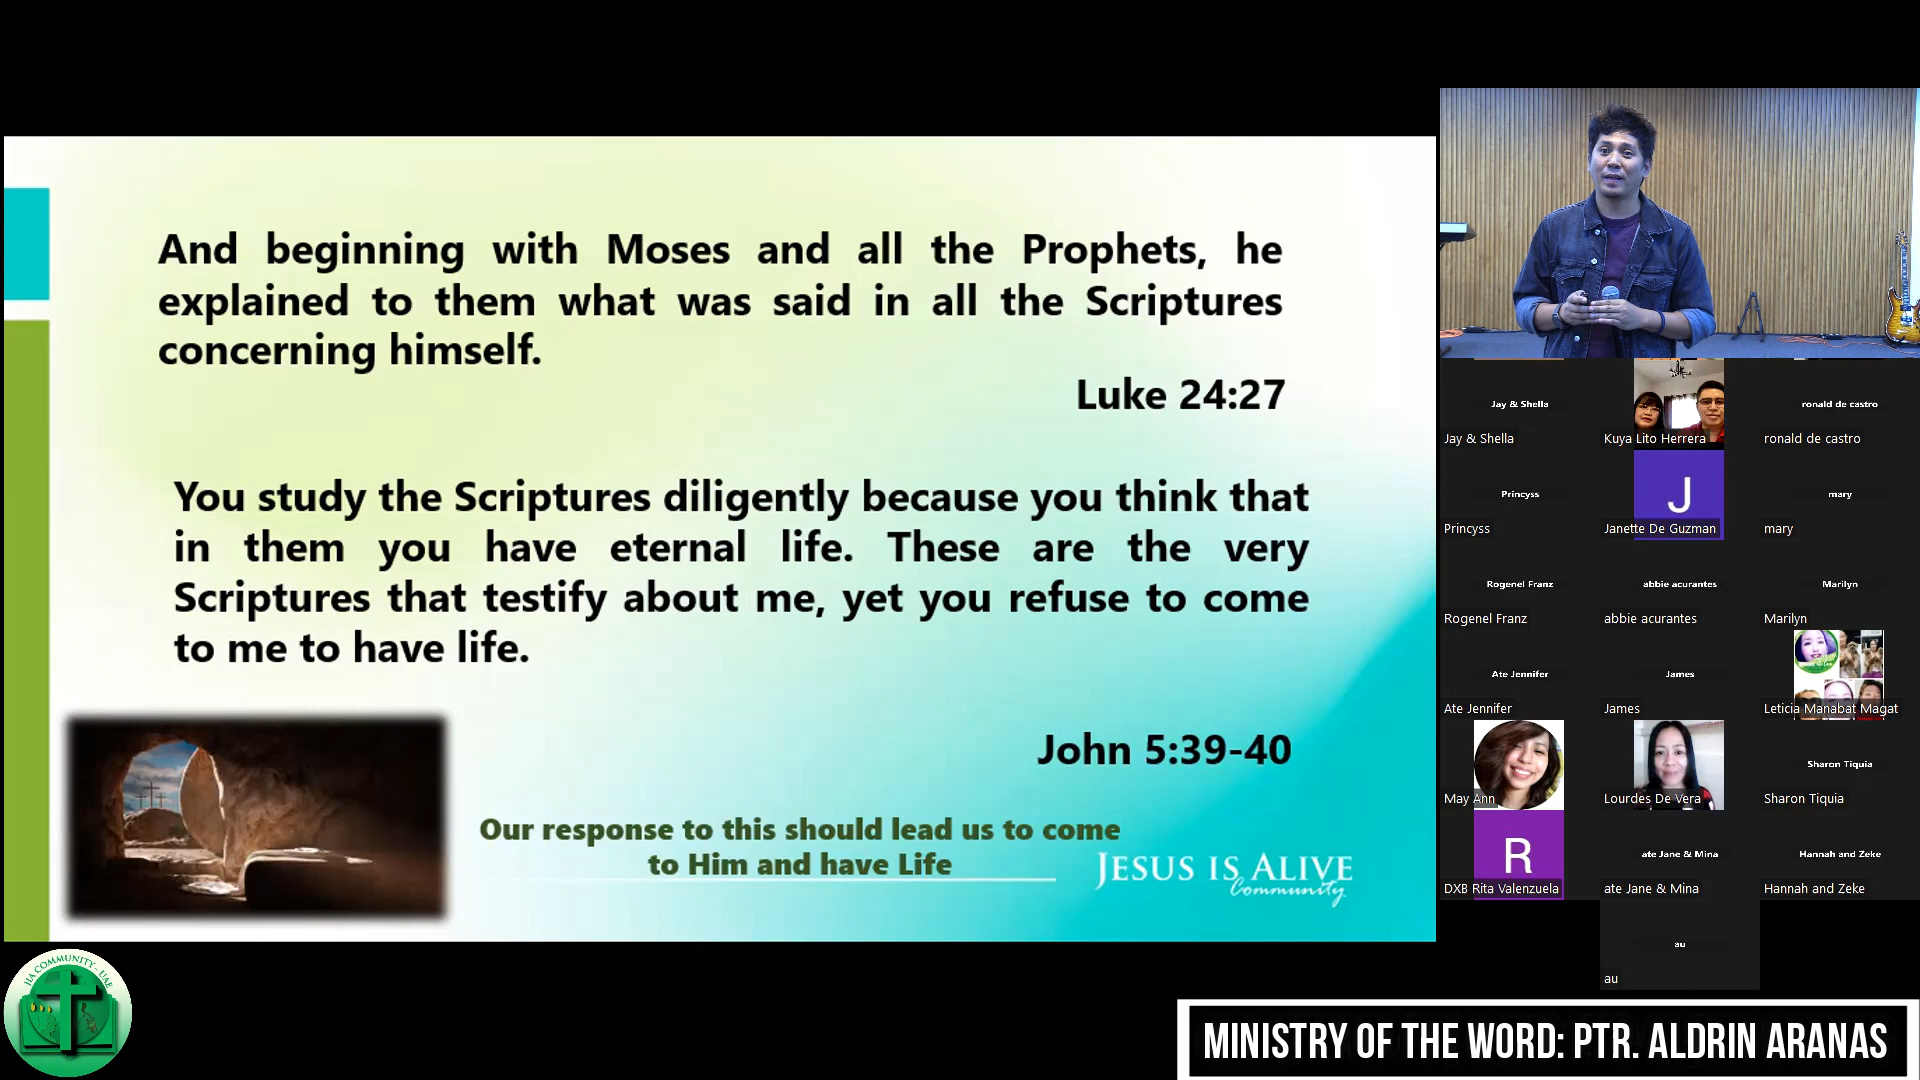 And beginning with Moses and all the Prophets, he
explained to them what was said in all the Scriptures
concerning himself.
Luke 24:27
You study the Scriptures diligently because you think that
in them you have eternal life. These are the very
Scriptures that testify about me, yet you refuse to come
to me to have life.
John 5:39-40
Our response to this should lead us to come
to Him and have Life
JESUS IS ALIVE
Community
JIA COMMUNITY - UAE
Jay & Shella
Jay & Shella
Kuya Lito Herrera
ronald de castro
ronald de castro
Princyss
Princyss
J
Janette De Guzman
mary
mary
Rogenel Franz
Rogenel Franz
abbie acurantes
abbie acurantes
Marilyn
Marilyn
Ate Jennifer
Ate Jennifer
James
James
Leticia Manabat Magat
May Ann
Lourdes De Vera
Sharon Tiquia
Sharon Tiquia
R
DXB Rita Valenzuela
ate Jane & Mina
ate Jane & Mina
Hannah and Zeke
Hannah and Zeke
au
au
MINISTRY OF THE WORD: PTR. ALDRIN ARANAS